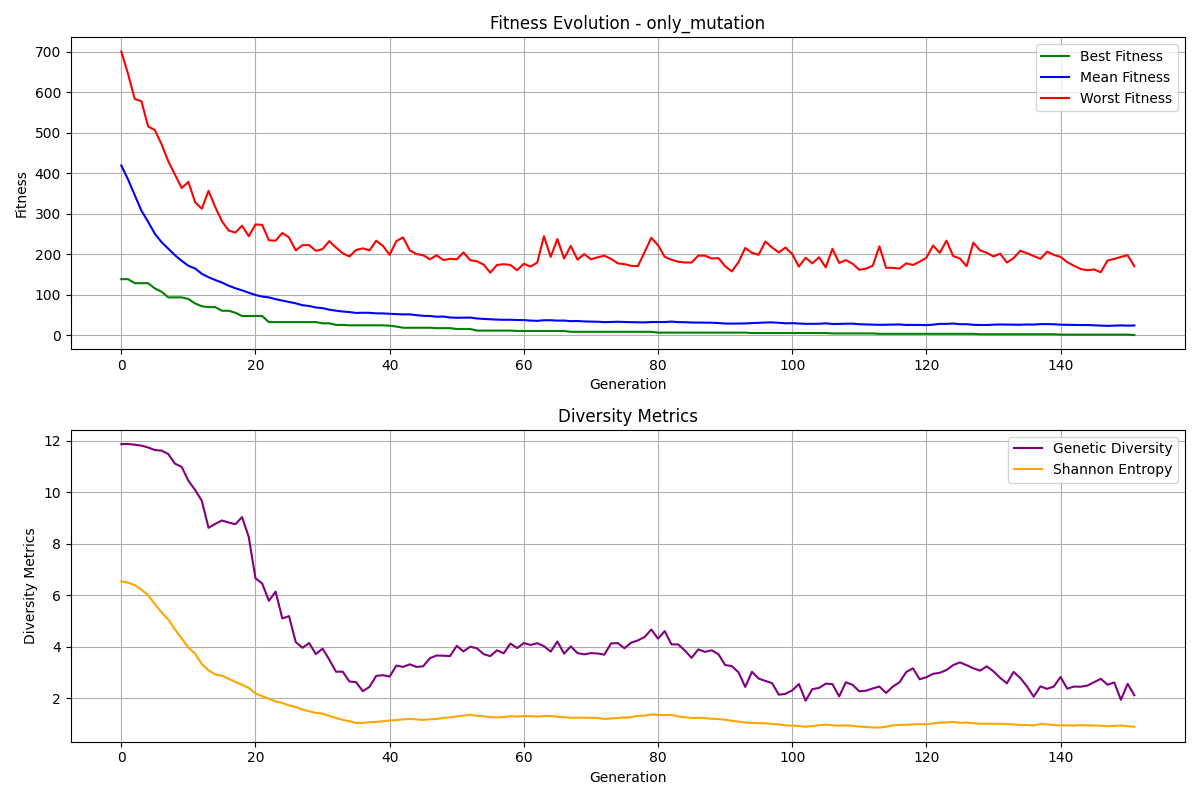 Fitness Evolution - only_mutation
Fitness
700
600
500
400
300
200
100
0
Best Fitness
Mean Fitness
Worst Fitness
0 20 40 60 80 100 120 140
Generation
Diversity Metrics
Diversity Metrics
12
10
8
6
4
2
Genetic Diversity
Shannon Entropy
0 20 40 60 80 100 120 140
Generation